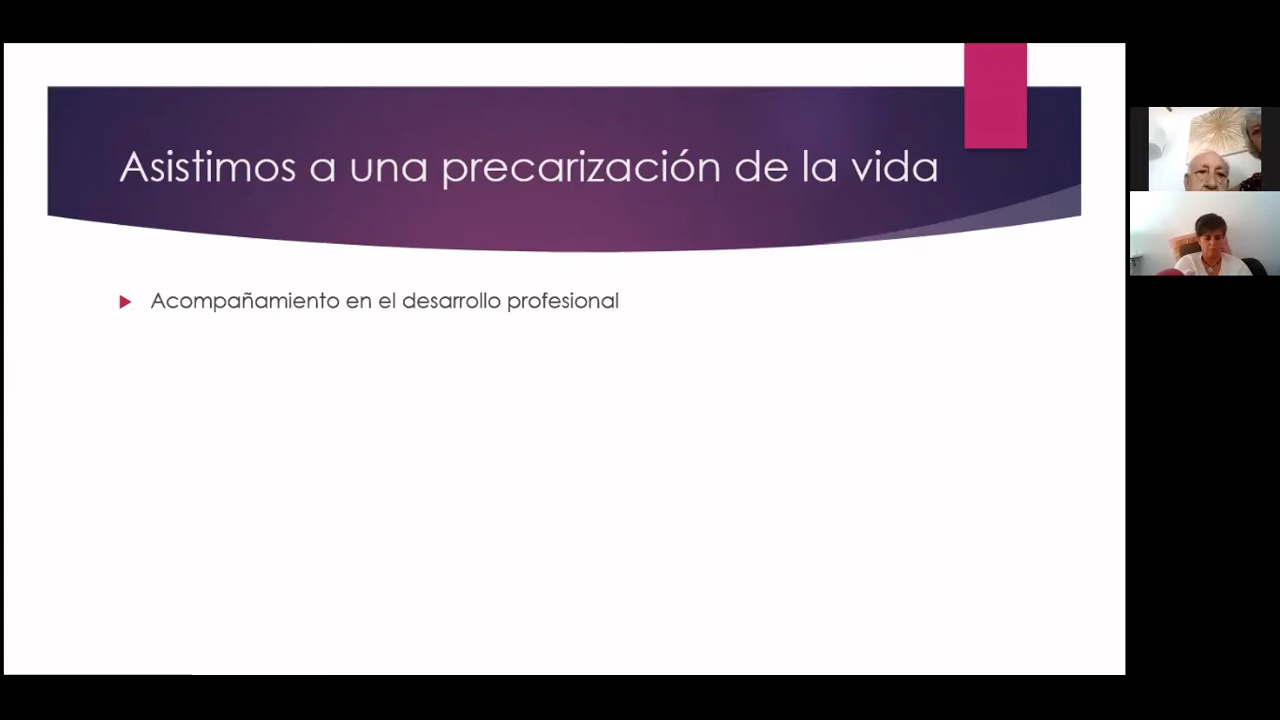 Asistimos a una precarización de la vida
Acompañamiento en el desarrollo profesional